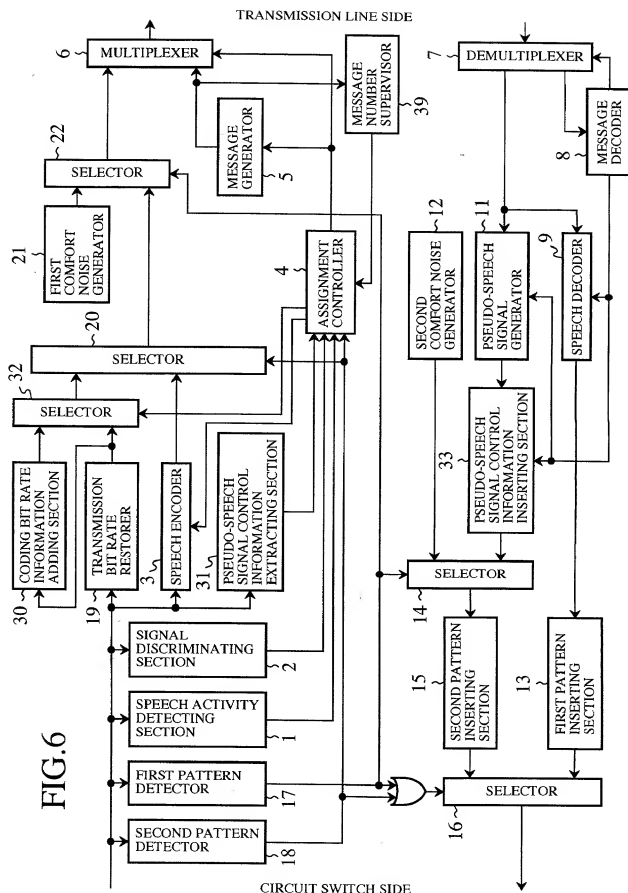 FIG.6
TRANSMISSION LINE SIDE
CIRCUIT SWITCH SIDE
SECOND PATTERN
DETECTOR
18
FIRST PATTERN
DETECTOR
17
SPEECH ACTIVITY
DETECTING
SECTION
1
SIGNAL
DISCRIMINATING
SECTION
2
30
CODING BIT RATE
INFORMATION
ADDING SECTION
19
TRANSMISSION
BIT RATE
RESTORER
3
SPEECH ENCODER
31
PSEUDO-SPEECH
SIGNAL CONTROL
INFORMATION
EXTRACTING SECTION
32
SELECTOR
20
SELECTOR
21
FIRST
COMFORT
NOISE
GENERATOR
22
SELECTOR
4
ASSIGNMENT
CONTROLLER
MESSAGE
GENERATOR
5
6
MULTIPLEXER
MESSAGE
NUMBER
SUPERVISOR
39
7
DEMULTIPLEXER
8
MESSAGE
DECODER
12
SECOND
COMFORT NOISE
GENERATOR
11
PSEUDO-SPEECH
SIGNAL
GENERATOR
9
SPEECH DECODER
33
PSEUDO-SPEECH
SIGNAL CONTROL
INFORMATION
INSERTING SECTION
14
SELECTOR
15
SECOND PATTERN
INSERTING
SECTION
13
FIRST PATTERN
INSERTING
SECTION
16
SELECTOR